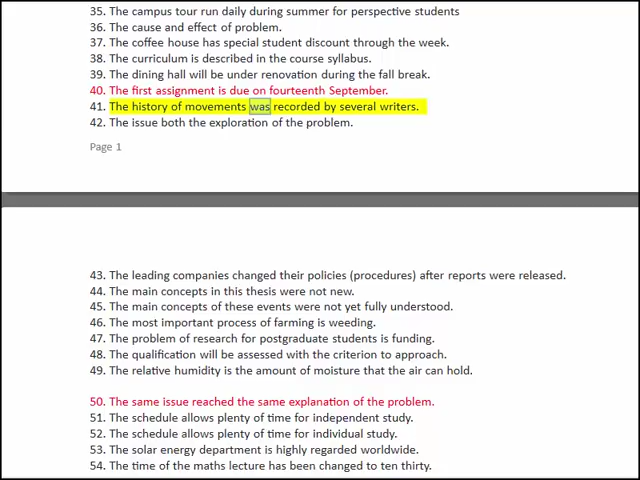 35. The campus tour run daily during summer for perspective students
36. The cause and effect of problem.
37. The coffee house has special student discount through the week.
38. The curriculum is described in the course syllabus.
39. The dining hall will be under renovation during the fall break.
40. The first assignment is due on fourteenth September.
41. The history of movements was recorded by several writers.
42. The issue both the exploration of the problem.
Page 1
43. The leading companies changed their policies (procedures) after reports were released.
44. The main concepts in this thesis were not new.
45. The main concepts of these events were not yet fully understood.
46. The most important process of farming is weeding.
47. The problem of research for postgraduate students is funding.
48. The qualification will be assessed with the criterion to approach.
49. The relative humidity is the amount of moisture that the air can hold.
50. The same issue reached the same explanation of the problem.
51. The schedule allows plenty of time for independent study.
52. The schedule allows plenty of time for individual study.
53. The solar energy department is highly regarded worldwide.
54. The time of the maths lecture has been changed to ten thirty.